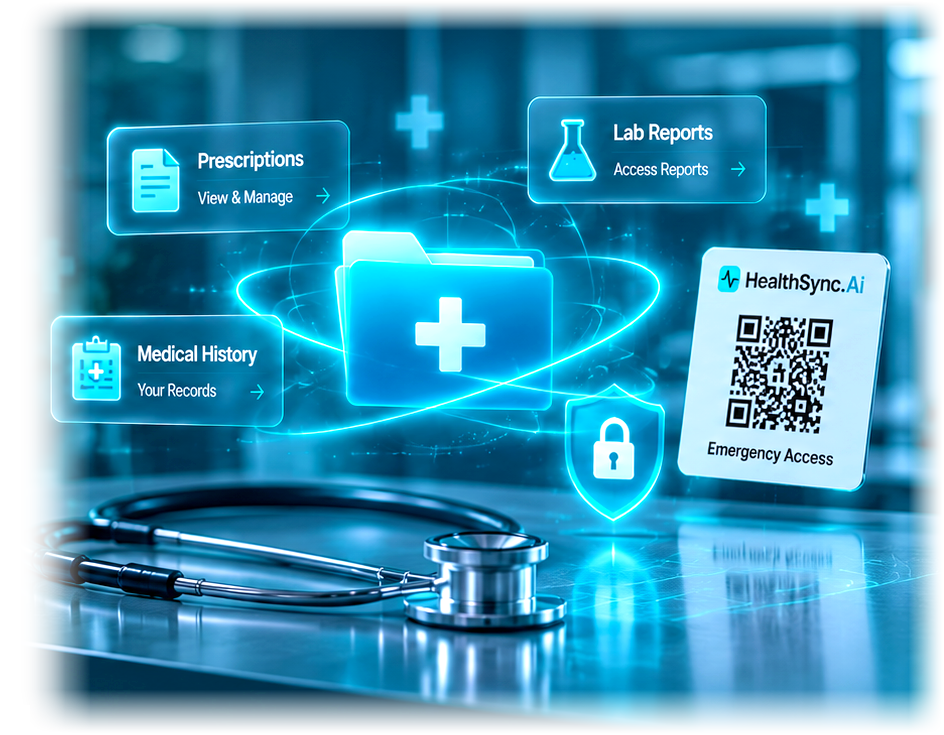 Prescriptions
View & Manage →
Lab Reports
Access Reports →
Medical History
Your Records →
HealthSync.Ai
Emergency Access